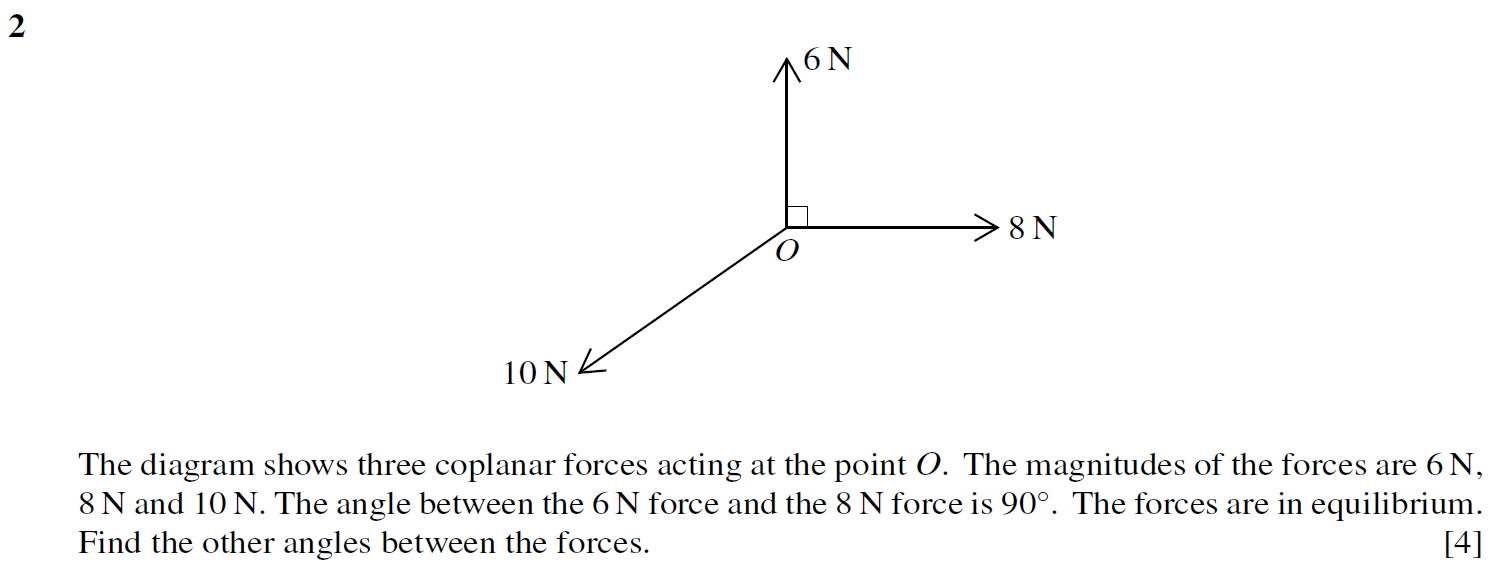 2
6 N
8 N
O
10 N
The diagram shows three coplanar forces acting at the point O. The magnitudes of the forces are 6 N,
8 N and 10 N. The angle between the 6 N force and the 8 N force is 90°. The forces are in equilibrium.
Find the other angles between the forces. [4]